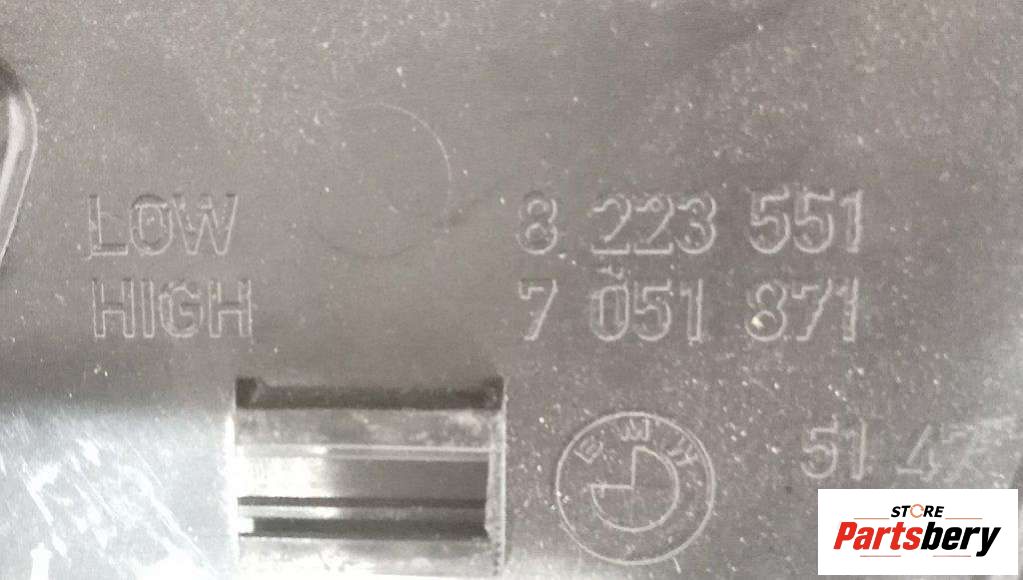 LOW 8 223 551
HIGH 7 051 871
BMW
51 47
STORE
Partsbery